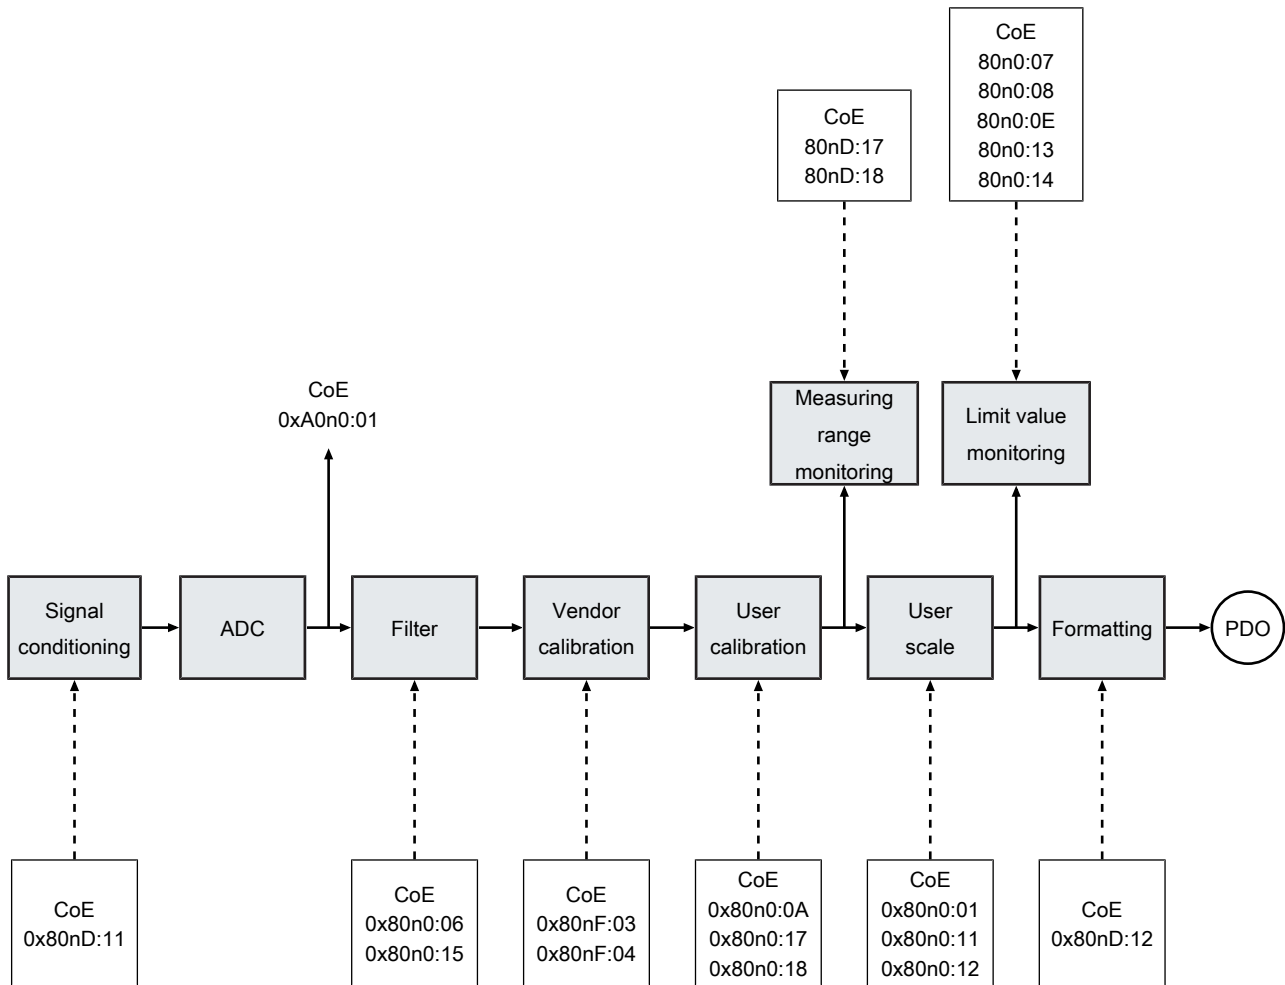 CoE
80n0:07
80n0:08
80n0:0E
80n0:13
80n0:14
CoE
80nD:17
80nD:18
CoE
0xA0n0:01
Measuring
range
monitoring
Limit value
monitoring
Signal
conditioning
ADC
Filter
Vendor
calibration
User
calibration
User
scale
Formatting
PDO
CoE
0x80nD:11
CoE
0x80n0:06
0x80n0:15
CoE
0x80nF:03
0x80nF:04
CoE
0x80n0:0A
0x80n0:17
0x80n0:18
CoE
0x80n0:01
0x80n0:11
0x80n0:12
CoE
0x80nD:12